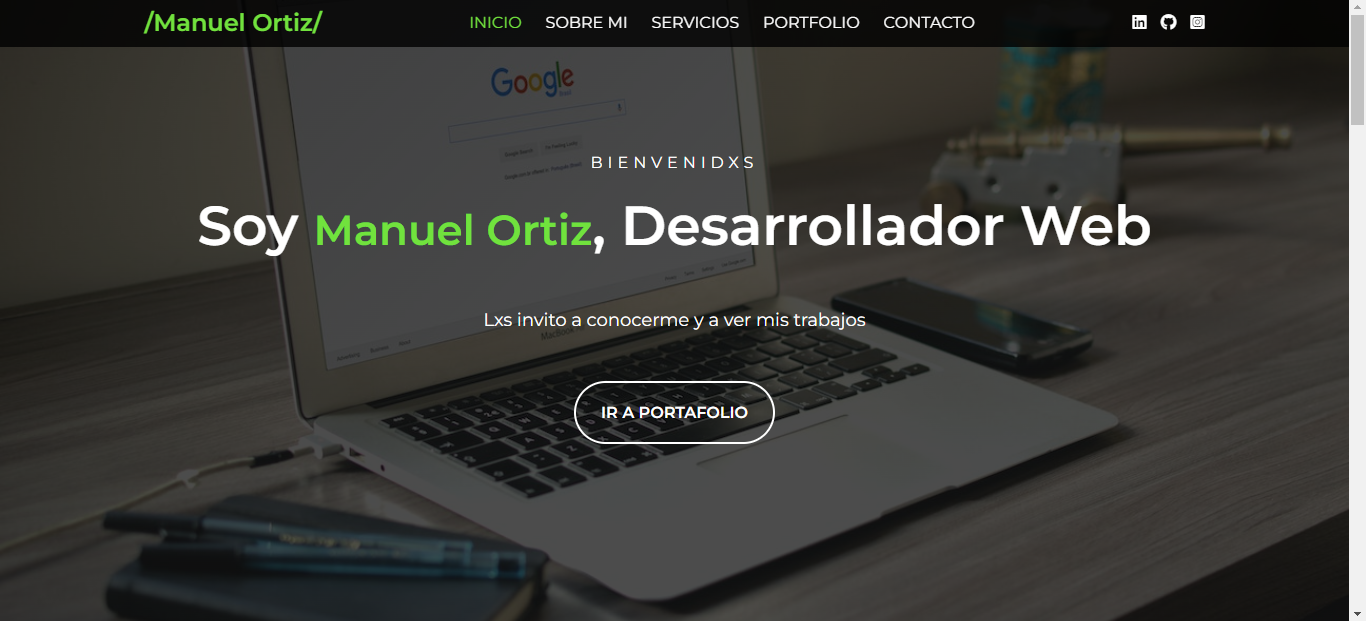 /Manuel Ortiz/
INICIO SOBRE MI SERVICIOS PORTFOLIO CONTACTO
Google
BIENVENIDXS
Soy Manuel Ortiz, Desarrollador Web
Lxs invito a conocerme y a ver mis trabajos
IR A PORTAFOLIO